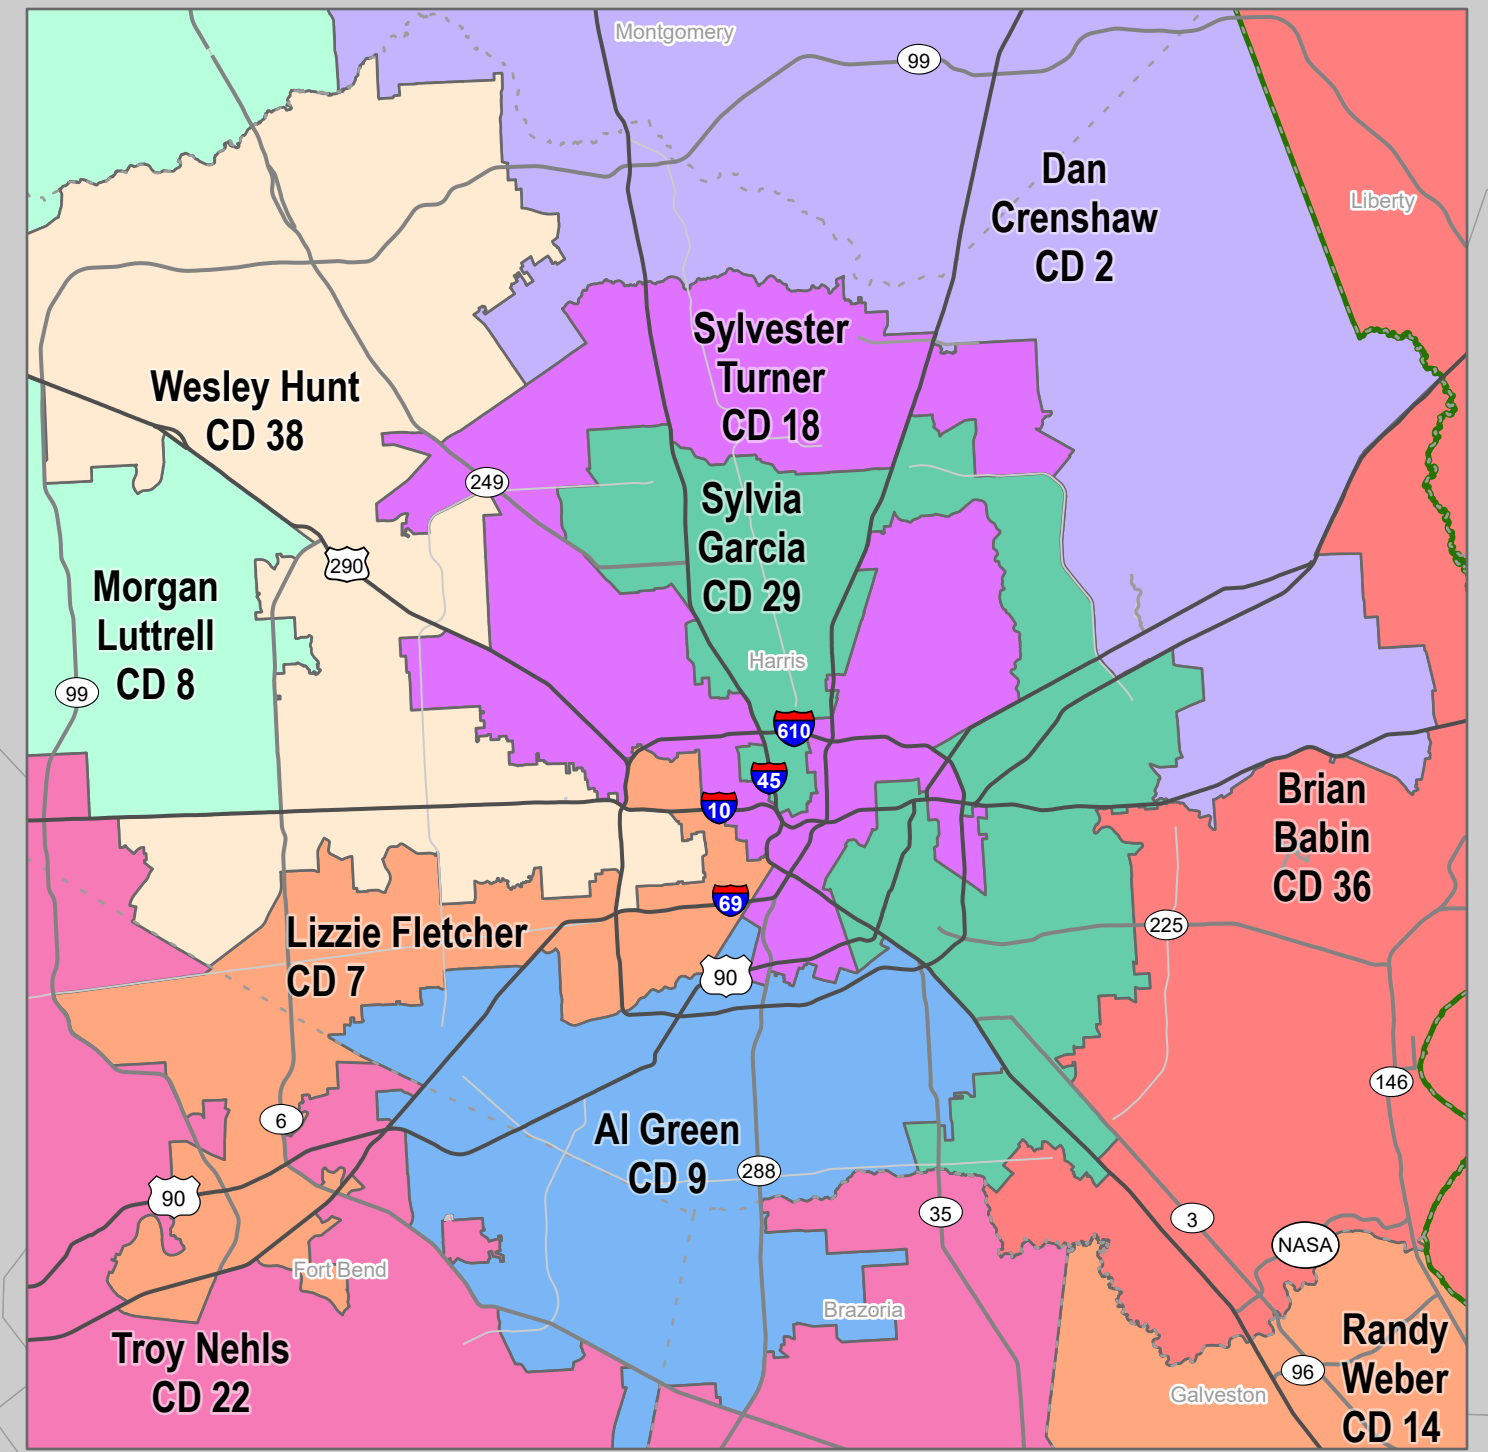 Montgomery
99
Dan
Crenshaw
CD 2
Liberty
Sylvester
Turner
CD 18
Wesley Hunt
CD 38
249
Sylvia
Garcia
CD 29
290
Morgan
Luttrell
CD 8
Harris
99
610
45
10
Brian
Babin
CD 36
69
Lizzie Fletcher
CD 7
225
90
146
6
Al Green
CD 9
288
90
35
3
NASA
Fort Bend
Brazoria
Troy Nehls
CD 22
Randy
Weber
CD 14
96
Galveston